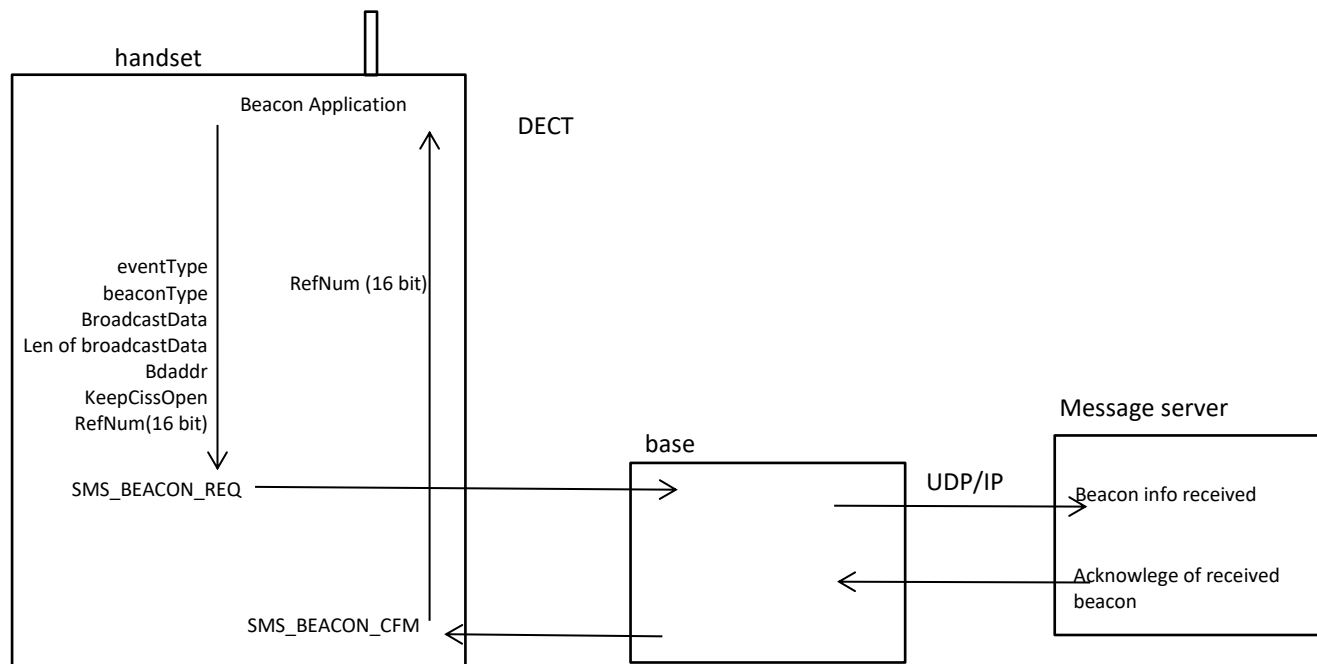 handset
Beacon Application
DECT
eventType
beaconType
BroadcastData
Len of broadcastData
Bdaddr
KeepCissOpen
RefNum(16 bit)
RefNum (16 bit)
SMS_BEACON_REQ
SMS_BEACON_CFM
base
UDP/IP
Message server
Beacon info received
Acknowlege of received
beacon